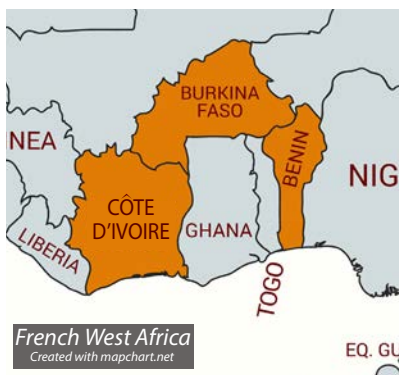 BURKINA
FASO
NEA
BENIN
NIG
CÔTE
D'IVOIRE
GHANA
LIBERIA
TOGO
French West Africa
Created with mapchart.net
EQ. GU